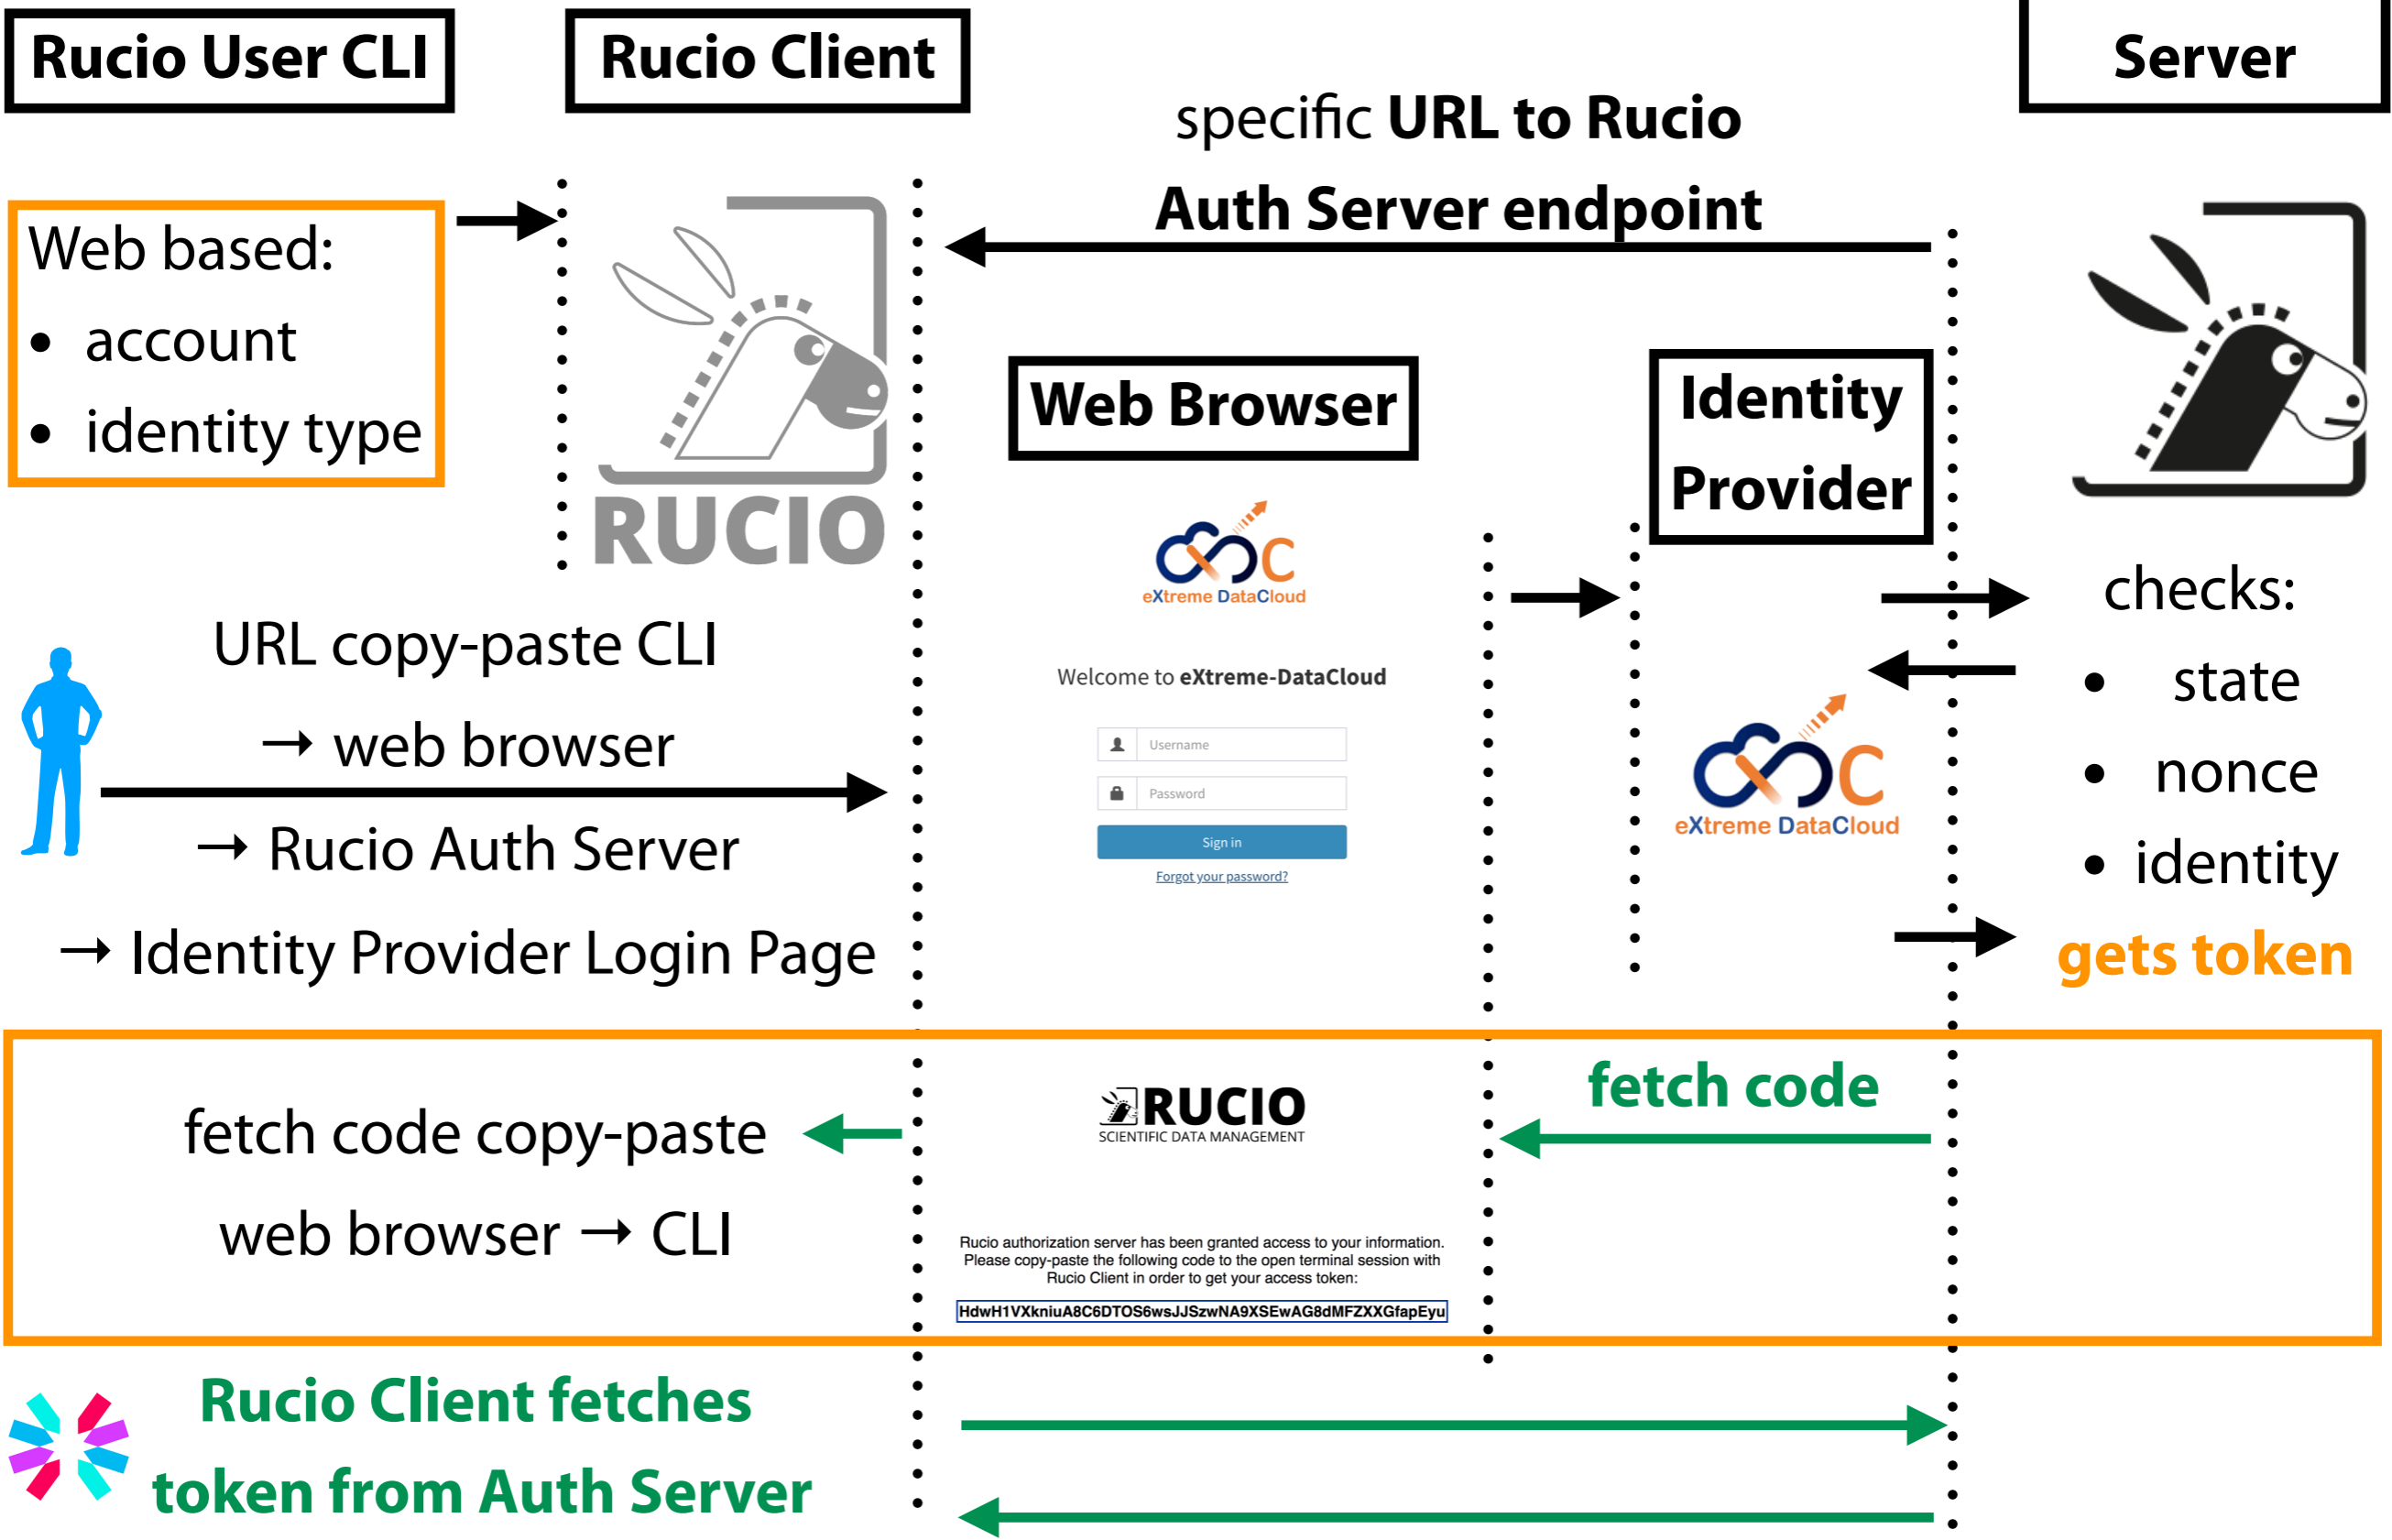 Rucio User CLI
Rucio Client
Server
specific URL to Rucio
Auth Server endpoint
Web based:
• account
• identity type
RUCIO
Web Browser
Identity
Provider
C
eXtreme DataCloud
Welcome to eXtreme-DataCloud
Username
Password
Sign in
Forgot your password?
URL copy-paste CLI
→ web browser
→ Rucio Auth Server
→ Identity Provider Login Page
C
eXtreme DataCloud
checks:
• state
• nonce
• identity
gets token
fetch code copy-paste
web browser → CLI
RUCIO
SCIENTIFIC DATA MANAGEMENT
Rucio authorization server has been granted access to your information.
Please copy-paste the following code to the open terminal session with
Rucio Client in order to get your access token:
HdwH1VXkniuA8C6DTOS6wsJJSzwNA9XSEwAG8dMFZXXGfapEyu
fetch code
Rucio Client fetches
token from Auth Server